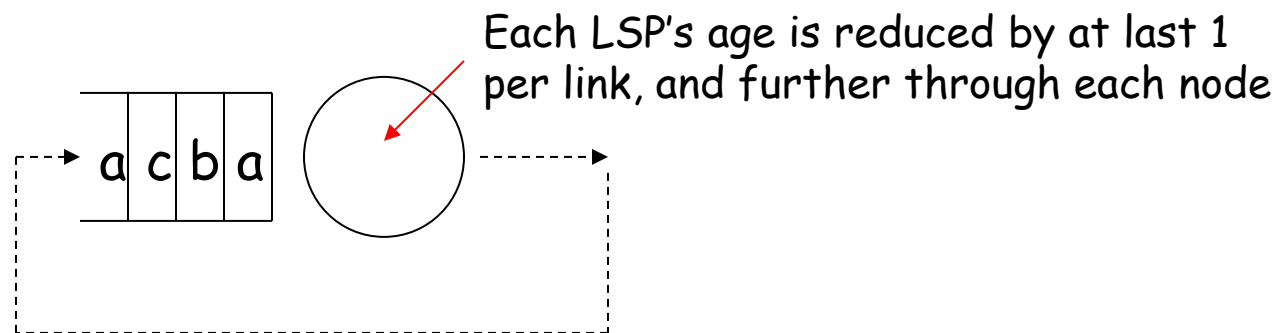 Each LSP's age is reduced by at last 1
per link, and further through each node
a c b a